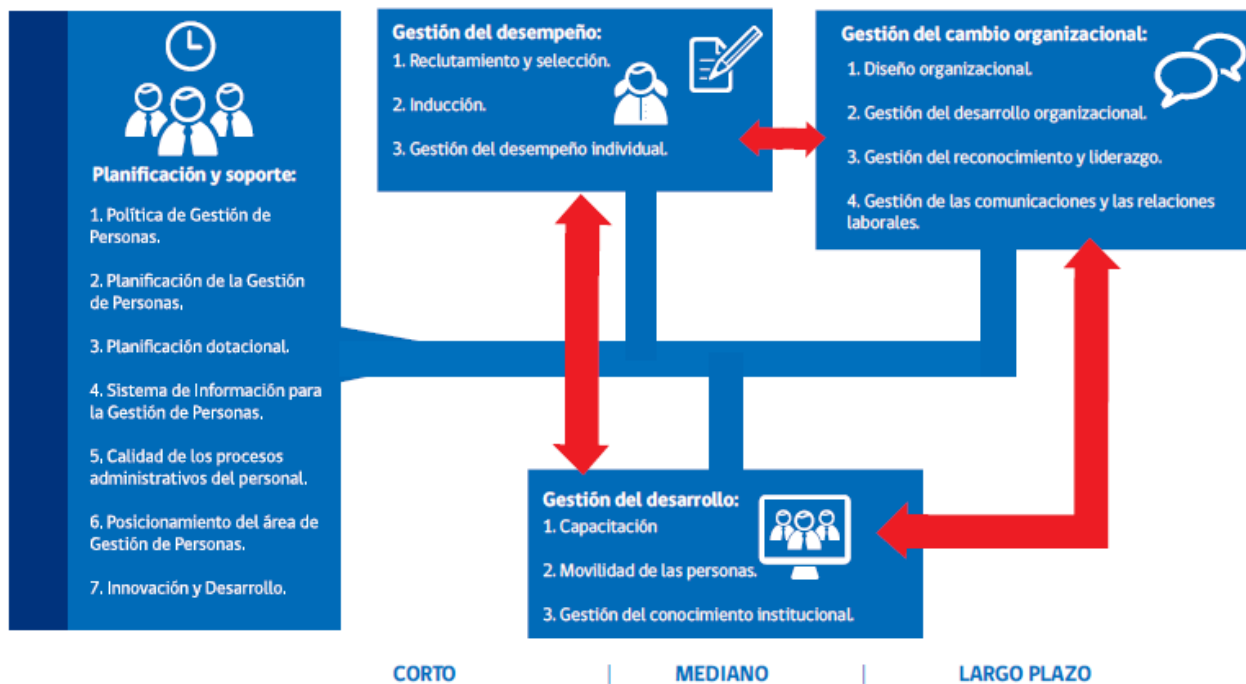 Planificación y soporte:
1. Política de Gestión de
Personas.
2. Planificación de la Gestión
de Personas.
3. Planificación dotacional.
4. Sistema de Información para
la Gestión de Personas.
5. Calidad de los procesos
administrativos del personal.
6. Posicionamiento del área de
Gestión de Personas.
7. Innovación y Desarrollo.
Gestión del desempeño:
1. Reclutamiento y selección.
2. Inducción.
3. Gestión del desempeño individual.
Gestión del cambio organizacional:
1. Diseño organizacional.
2. Gestión del desarrollo organizacional.
3. Gestión del reconocimiento y liderazgo.
4. Gestión de las comunicaciones y las relaciones
laborales.
Gestión del desarrollo:
1. Capacitación
2. Movilidad de las personas.
3. Gestión del conocimiento institucional.
CORTO | MEDIANO | LARGO PLAZO